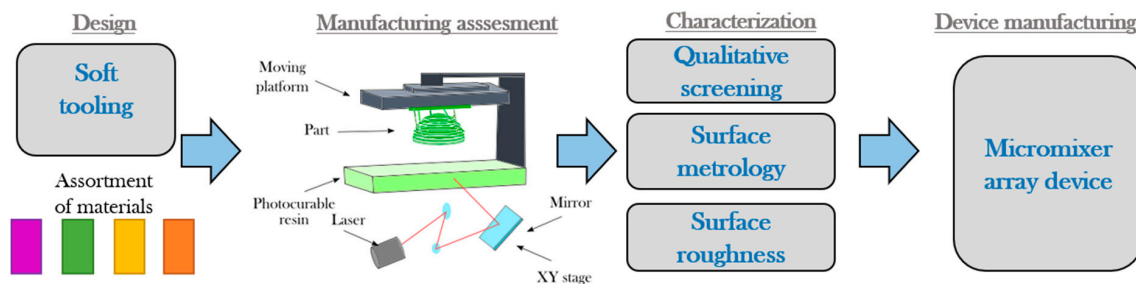 Design
Soft
tooling
Assortment
of materials
Manufacturing asssesment
Moving
platform
Part
Photocurable
resin
Laser
Mirror
XY stage
Characterization
Qualitative
screening
Surface
metrology
Surface
roughness
Device manufacturing
Micromixer
array device